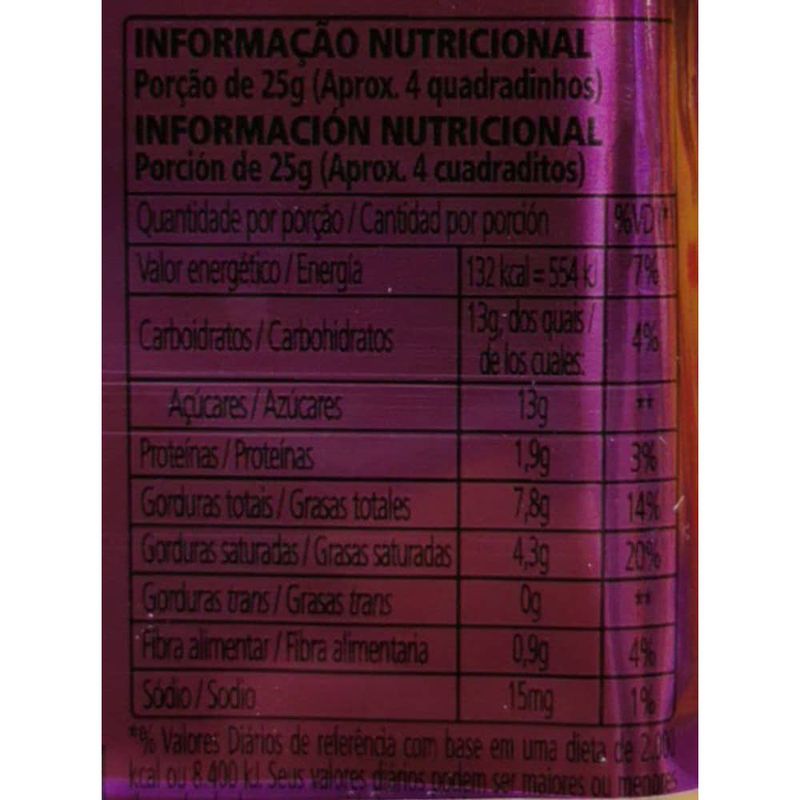 INFORMAÇÃO NUTRICIONAL
Porção de 25g (Aprox. 4 quadradinhos)
INFORMACIÓN NUTRICIONAL
Porción de 25g (Aprox. 4 cuadraditos)
Quantidade por porção / Cantidad por porción %VD (*)
Valor energético / Energía 132 kcal = 554 kJ 7%
Carboidratos / Carbohidratos 13g, dos quais / de los cuales: 4%
Açúcares / Azúcares 13g **
Proteínas / Proteínas 1,9g 3%
Gorduras totais / Grasas totales 7,8g 14%
Gorduras saturadas / Grasas saturadas 4,3g 20%
Gorduras trans / Grasas trans 0g **
Fibra alimentar / Fibra alimentaria 0,9g 4%
Sódio / Sodio 15mg 1%
*% Valores Diários de referência com base em uma dieta de 2.000
kcal ou 8.400 kJ. Seus valores diários podem ser maiores ou menores